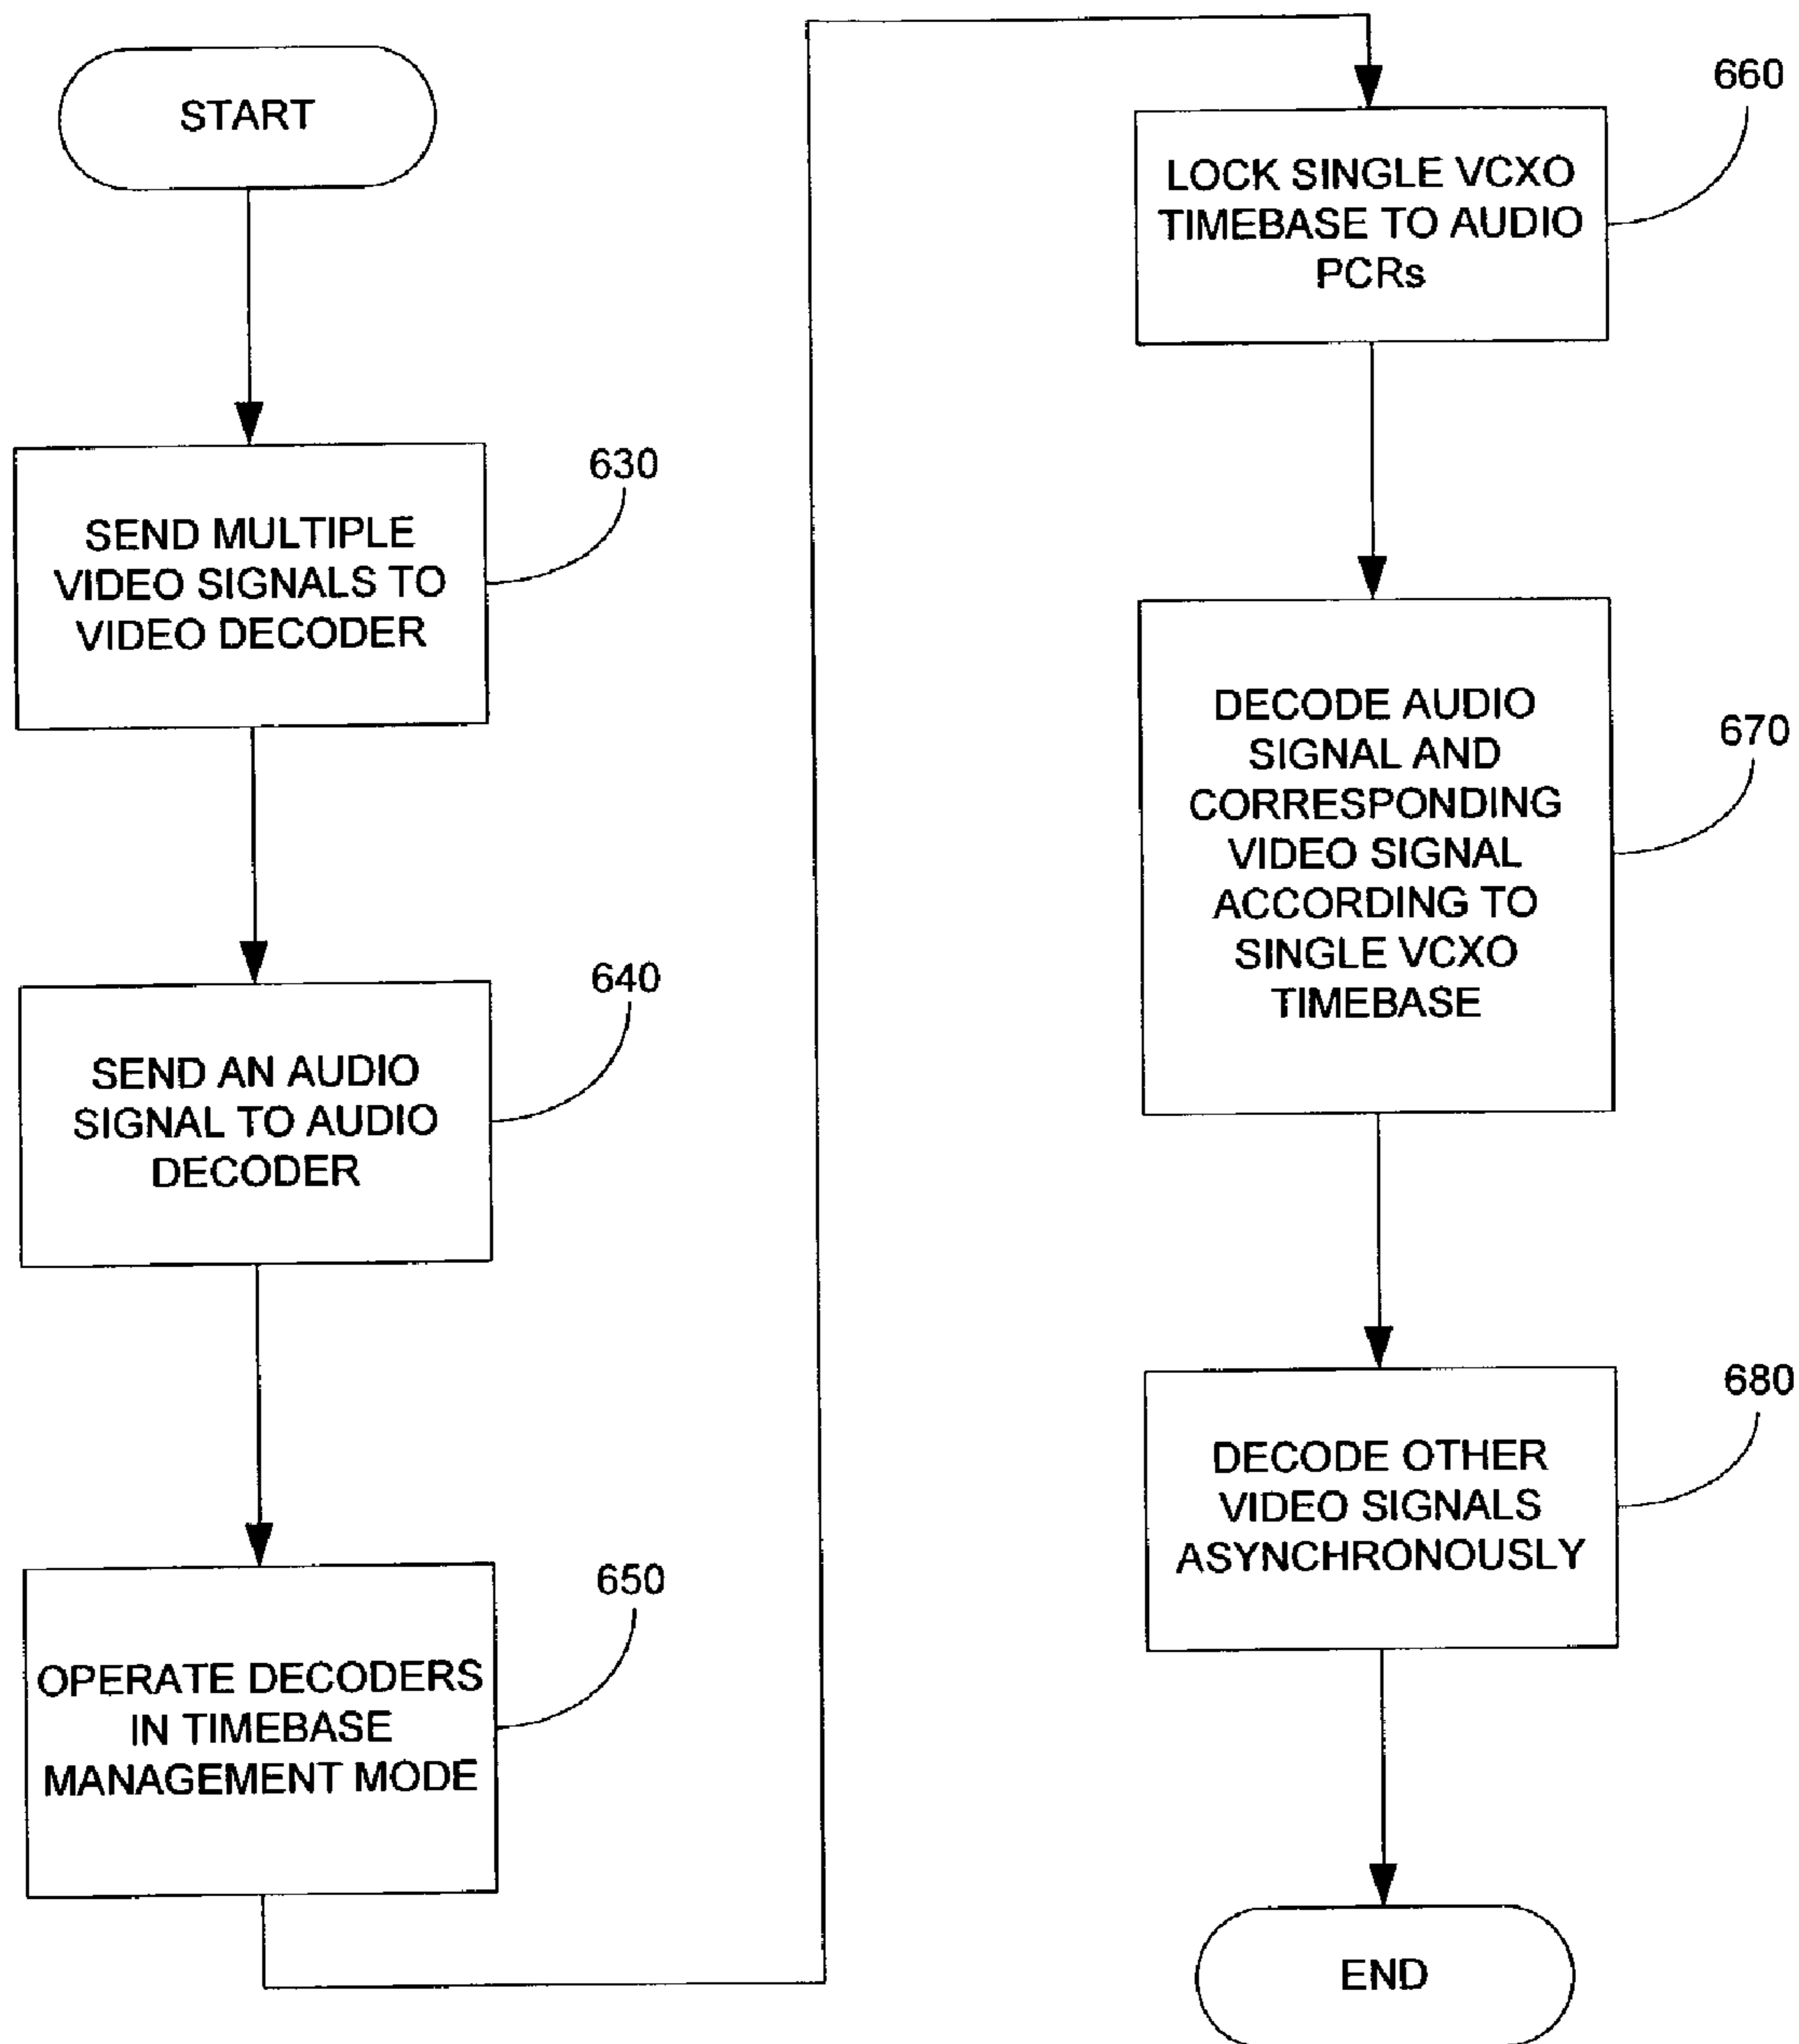 START
630
SEND MULTIPLE
VIDEO SIGNALS TO
VIDEO DECODER
640
SEND AN AUDIO
SIGNAL TO AUDIO
DECODER
650
OPERATE DECODERS
IN TIMEBASE
MANAGEMENT MODE
660
LOCK SINGLE VCXO
TIMEBASE TO AUDIO
PCRs
670
DECODE AUDIO
SIGNAL AND
CORRESPONDING
VIDEO SIGNAL
ACCORDING TO
SINGLE VCXO
TIMEBASE
680
DECODE OTHER
VIDEO SIGNALS
ASYNCHRONOUSLY
END